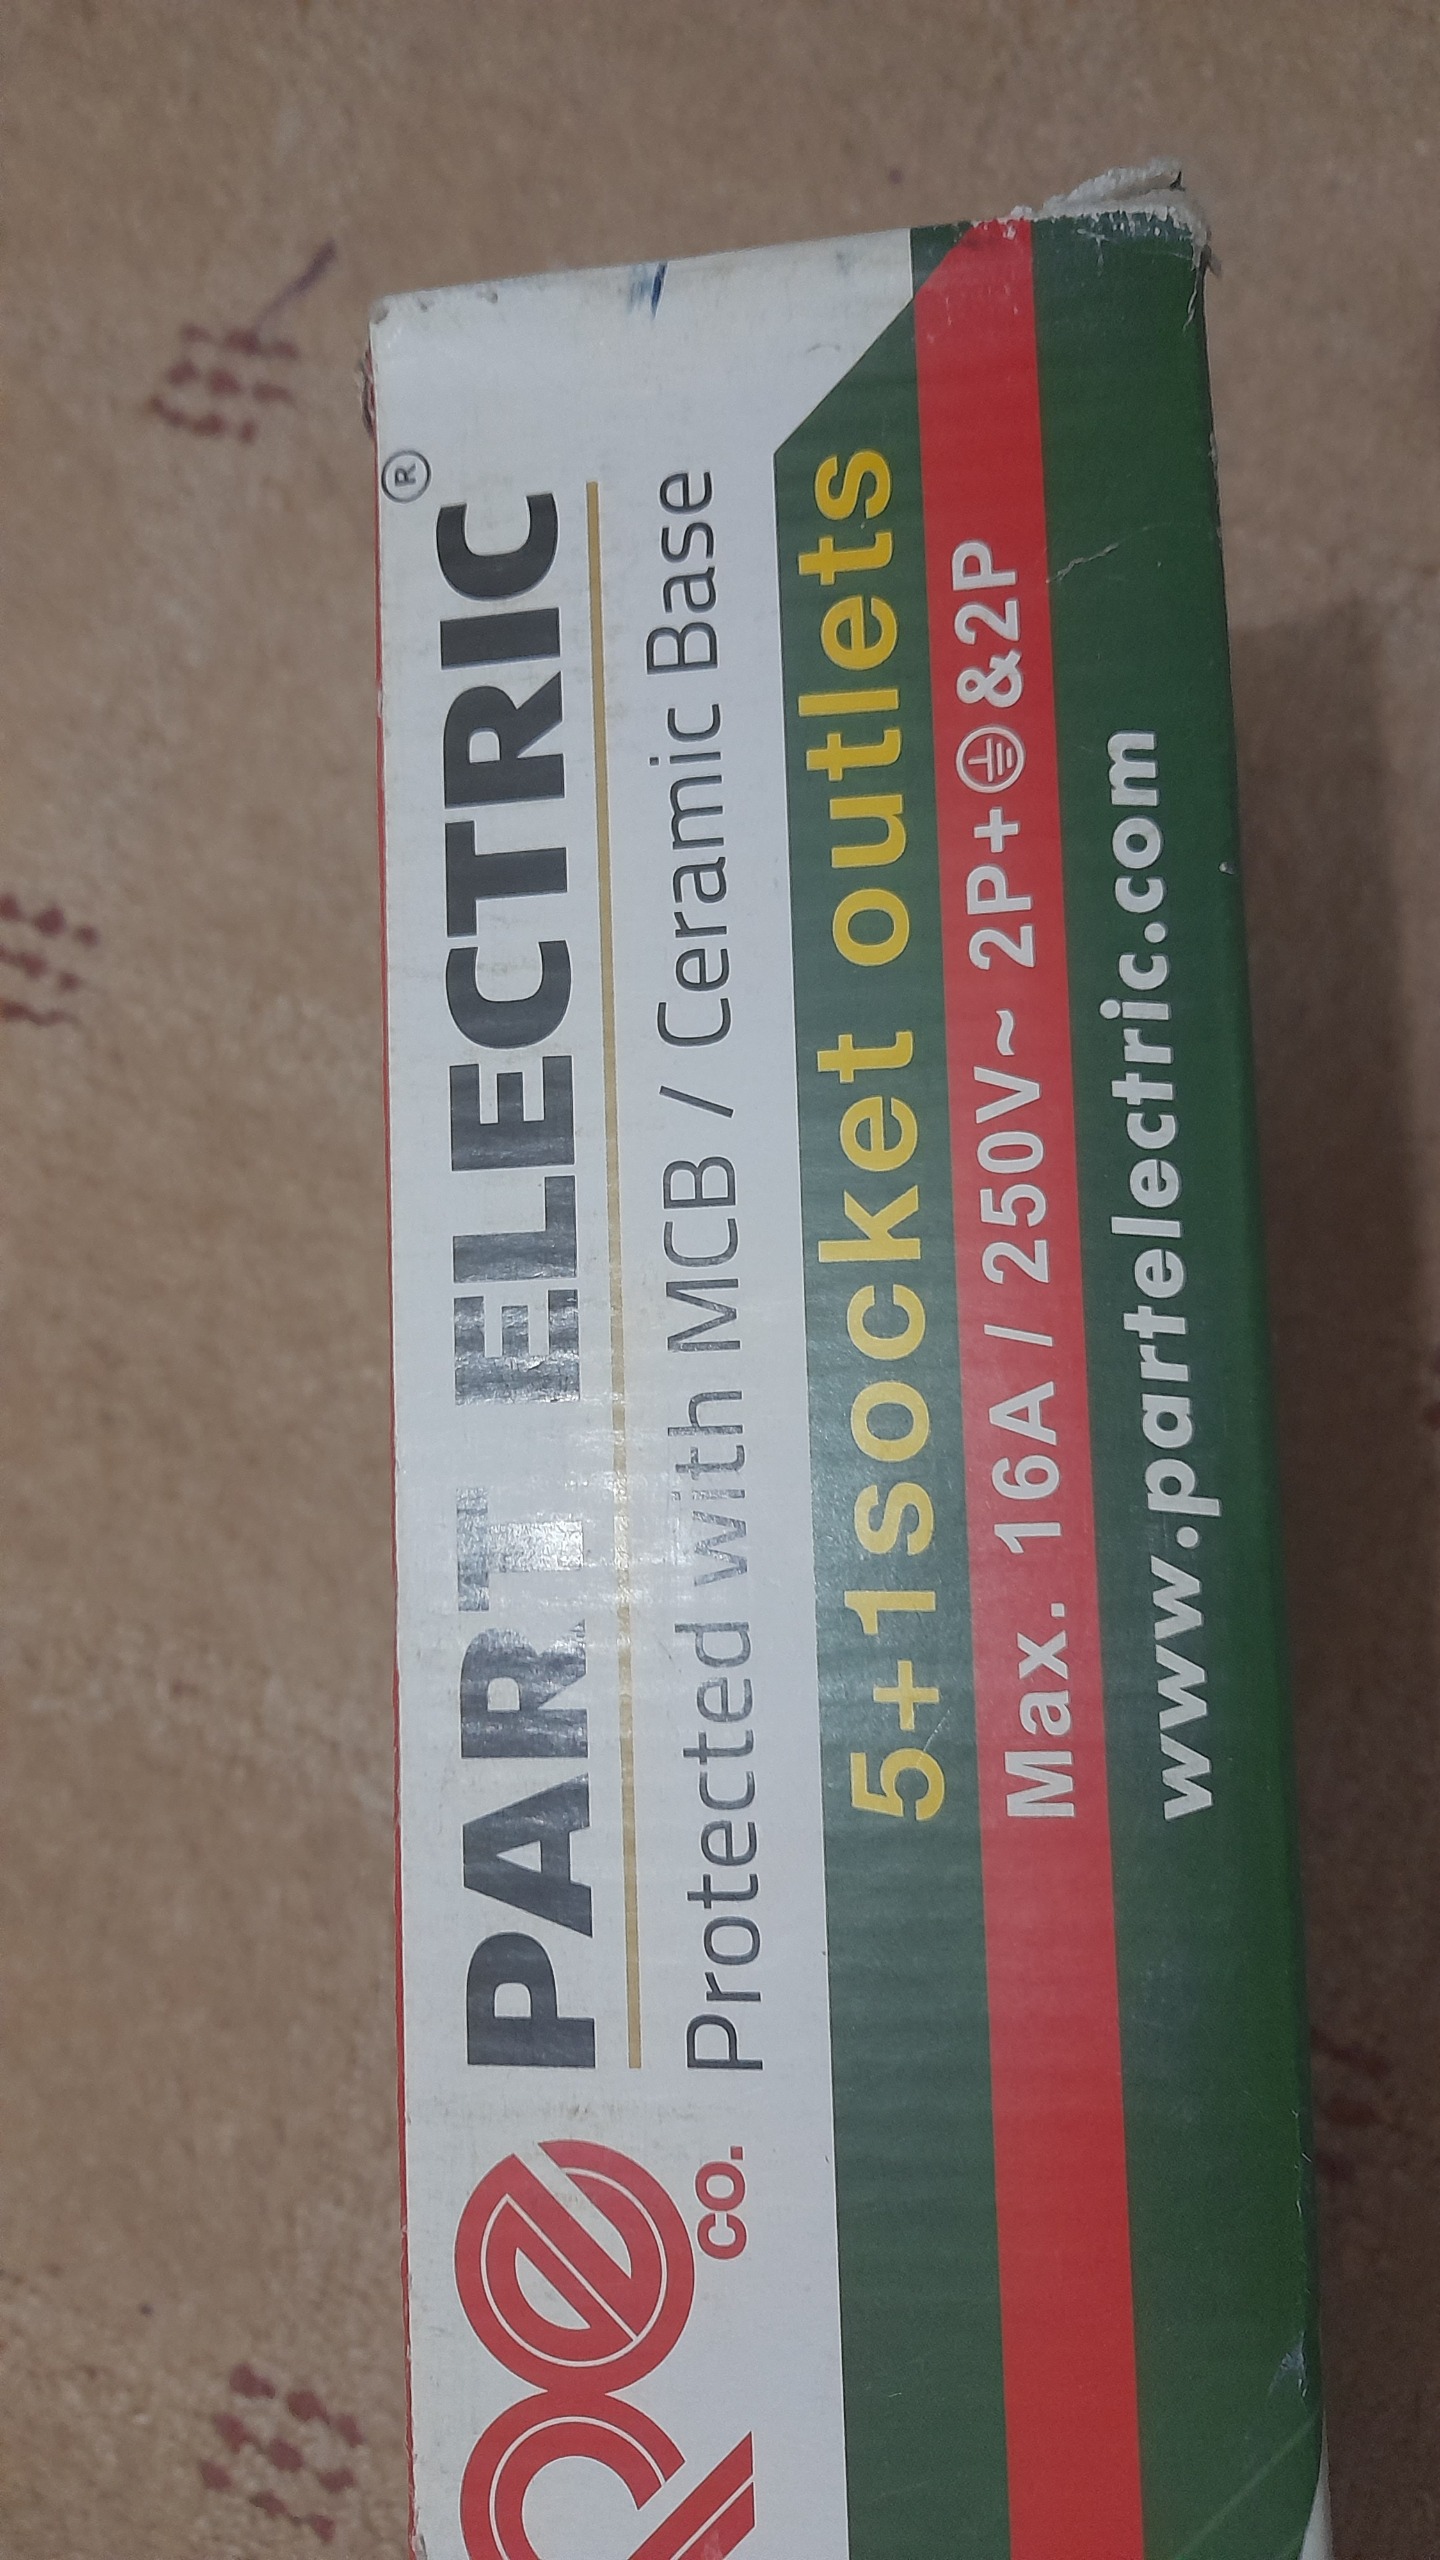 PART ELECTRIC ®
co.
Protected with MCB / Ceramic Base
5+1socket outlets
Max. 16A / 250V~ 2P+⏚&2P
www.partelectric.com